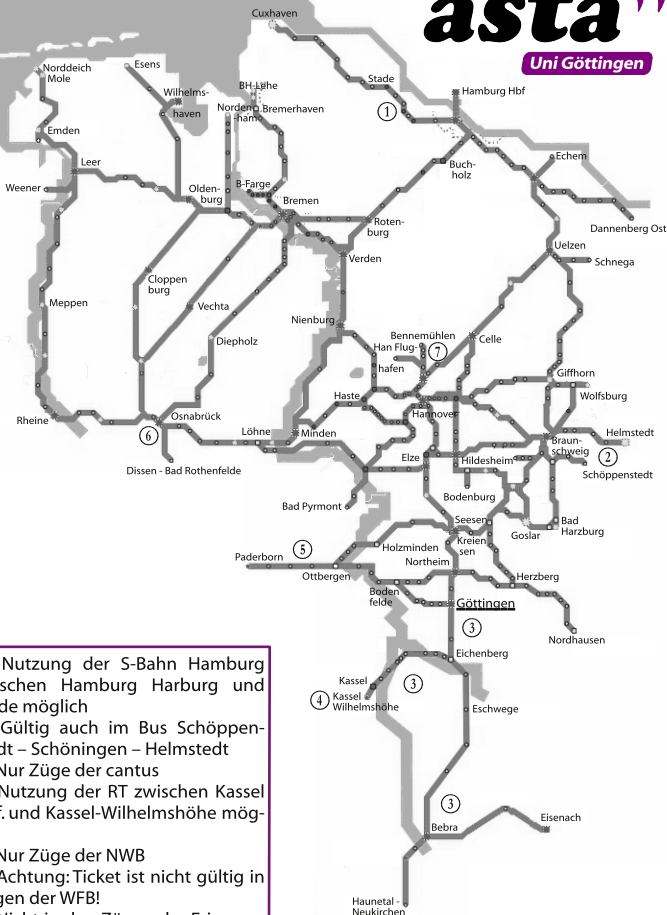 asta"
Uni Göttingen
Cuxhaven
Norddeich
Mole
Esens
Stade
BH-Lehe
Wilhelms-
haven
Hamburg Hbf
Norden
-ham
Bremerhaven
1
Emden
Leer
Buch-
holz
Echem
Weener
Olden-
burg
B-Farge
Bremen
Roten-
burg
Dannenberg Ost
Uelzen
Verden
Schnega
Cloppen
burg
Meppen
Vechta
Nienburg
Bennemühlen
Celle
Diepholz
Han Flug-
hafen
7
Giffhorn
Haste
Wolfsburg
Rheine
Osnabrück
Hannover
6
Löhne
Minden
Helmstedt
Braun-
schweig
2
Dissen - Bad Rothenfelde
Elze
Hildesheim
Schöppenstedt
Bodenburg
Bad Pyrmont
Seesen
Bad
Harzburg
Goslar
Kreien
sen
5
Holzminden
Paderborn
Northeim
Ottbergen
Herzberg
Boden
felde
Göttingen
3
Nordhausen
Eichenberg
Kassel
3
4
Kassel
Wilhelmshöhe
Eschwege
3
Eisenach
Bebra
Haunetal -
Neukirchen
Nutzung der S-Bahn Hamburg
schen Hamburg Harburg und
de möglich
Gültig auch im Bus Schöppen-
dt – Schöningen – Helmstedt
Nur Züge der cantus
Nutzung der RT zwischen Kassel
f. und Kassel-Wilhelmshöhe mög-
Nur Züge der NWB
Achtung: Ticket ist nicht gültig in
gen der WFB!